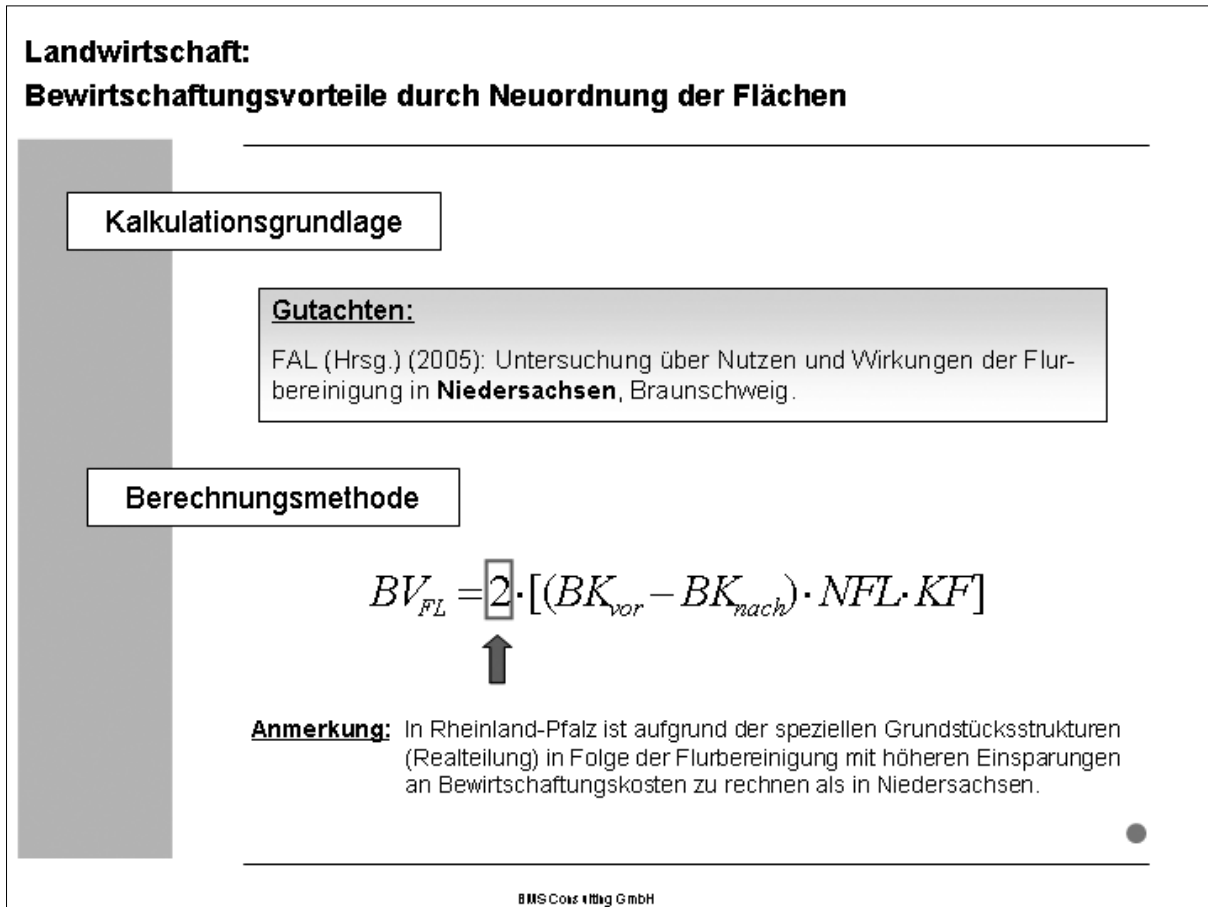 Landwirtschaft:
Bewirtschaftungsvorteile durch Neuordnung der Flächen
Kalkulationsgrundlage
Gutachten:
FAL (Hrsg.) (2005): Untersuchung über Nutzen und Wirkungen der Flur-
bereinigung in Niedersachsen, Braunschweig.
Berechnungsmethode
BV_FL = 2 · [(BK_vor − BK_nach) · NFL · KF]
Anmerkung: In Rheinland-Pfalz ist aufgrund der speziellen Grundstücksstrukturen
(Realteilung) in Folge der Flurbereinigung mit höheren Einsparungen
an Bewirtschaftungskosten zu rechnen als in Niedersachsen.
BMS Consulting GmbH